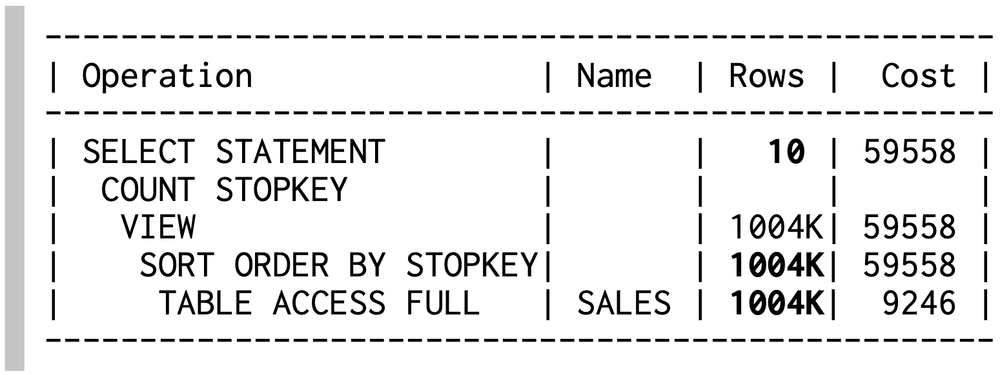 --------------------------------------------------
| Operation               | Name  | Rows |  Cost |
--------------------------------------------------
| SELECT STATEMENT        |       |   10 | 59558 |
|  COUNT STOPKEY          |       |      |       |
|   VIEW                  |       | 1004K| 59558 |
|    SORT ORDER BY STOPKEY|       | 1004K| 59558 |
|     TABLE ACCESS FULL   | SALES | 1004K|  9246 |
--------------------------------------------------